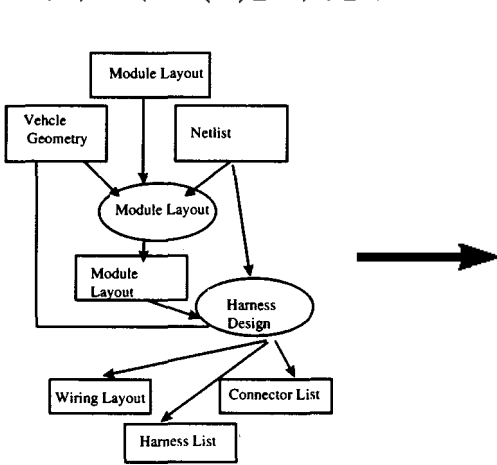 Module Layout
Vehcle
Geometry
Netlist
Module Layout
Module
Layout
Harness
Design
Wiring Layout
Connector List
Harness List